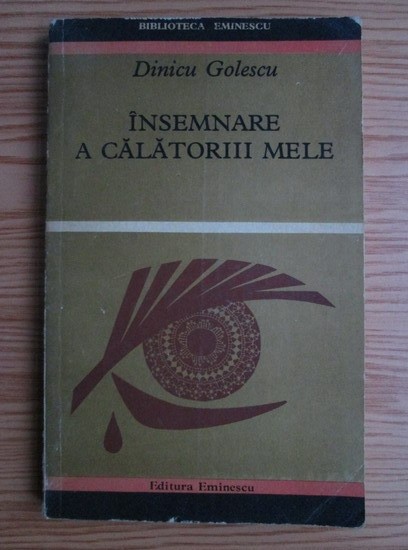 BIBLIOTECA EMINESCU
Dinicu Golescu
ÎNSEMNARE
A CĂLĂTORIII MELE
Editura Eminescu